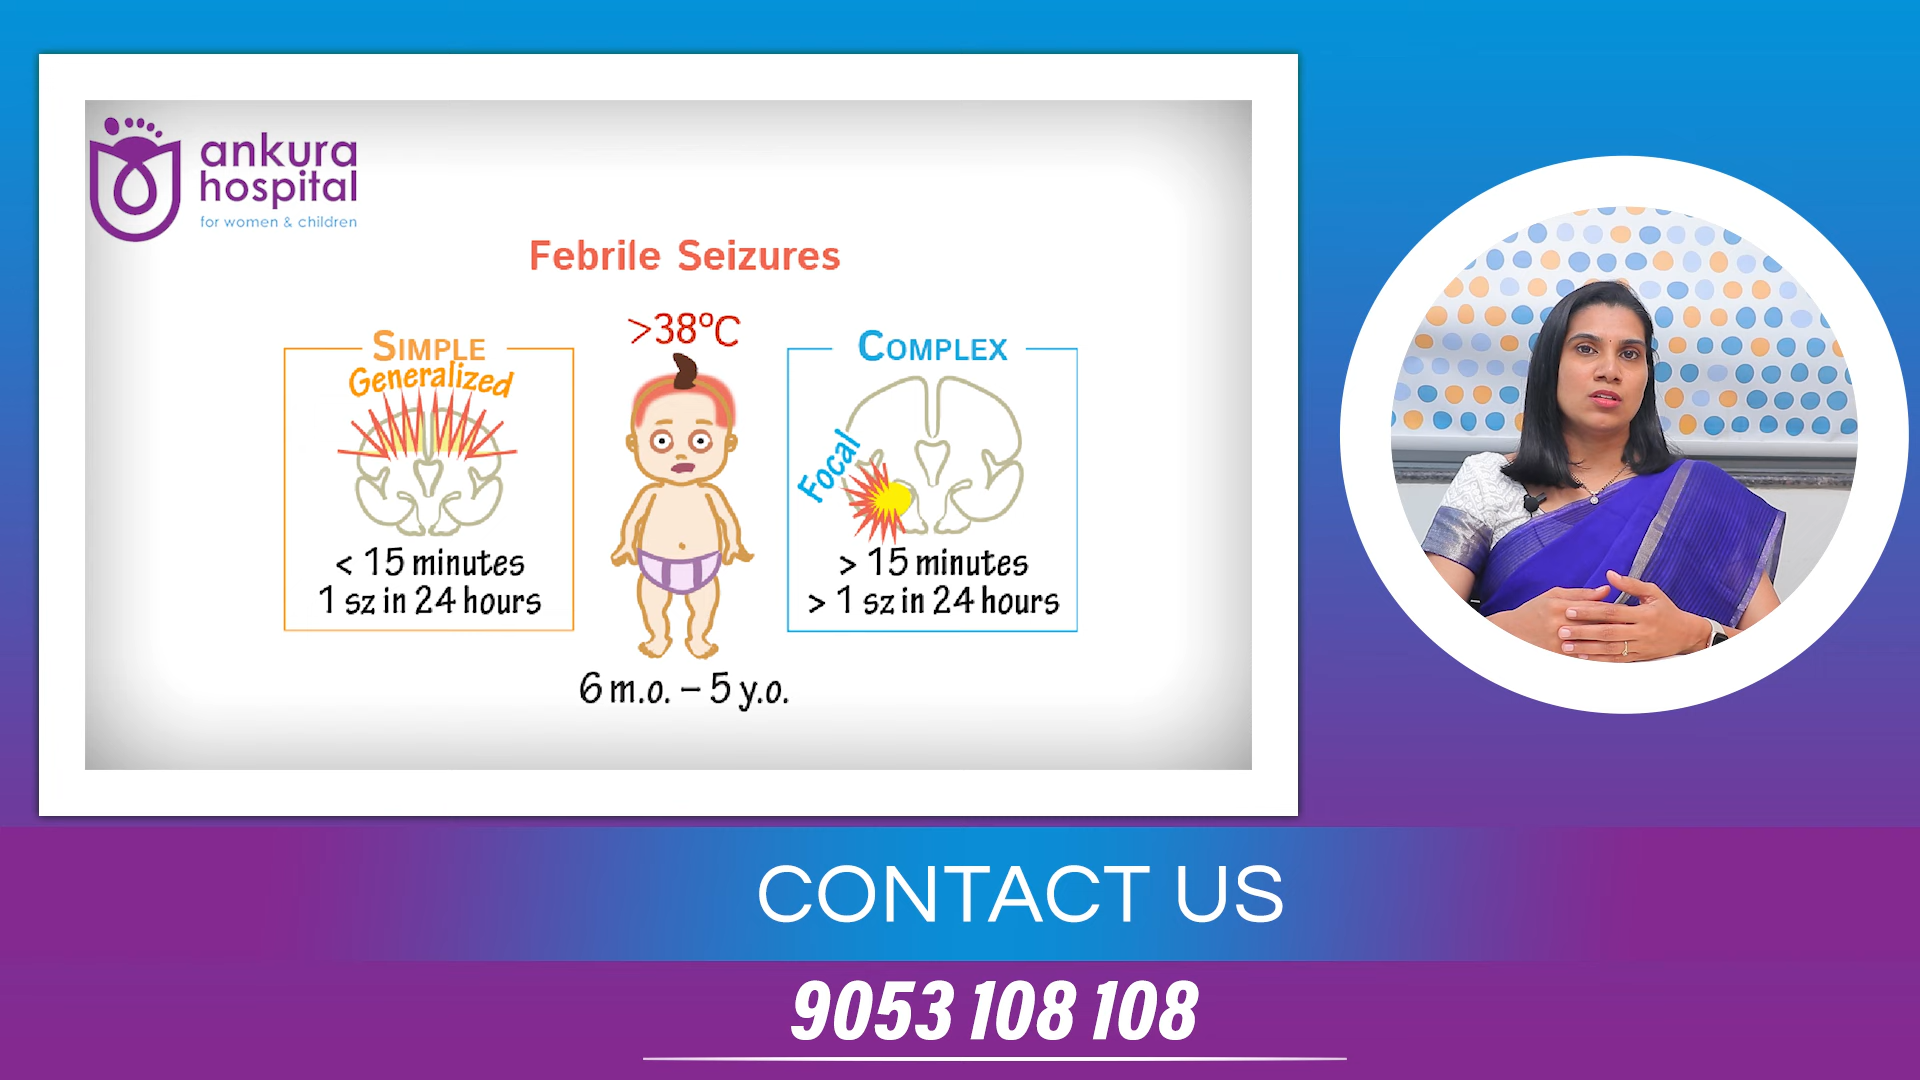 ankura
hospital
for women & children
Febrile Seizures
>38ºC
SIMPLE
Generalized
< 15 minutes
1 sz in 24 hours
COMPLEX
Focal
> 15 minutes
> 1 sz in 24 hours
6 m.o. – 5 y.o.
CONTACT US
9053 108 108